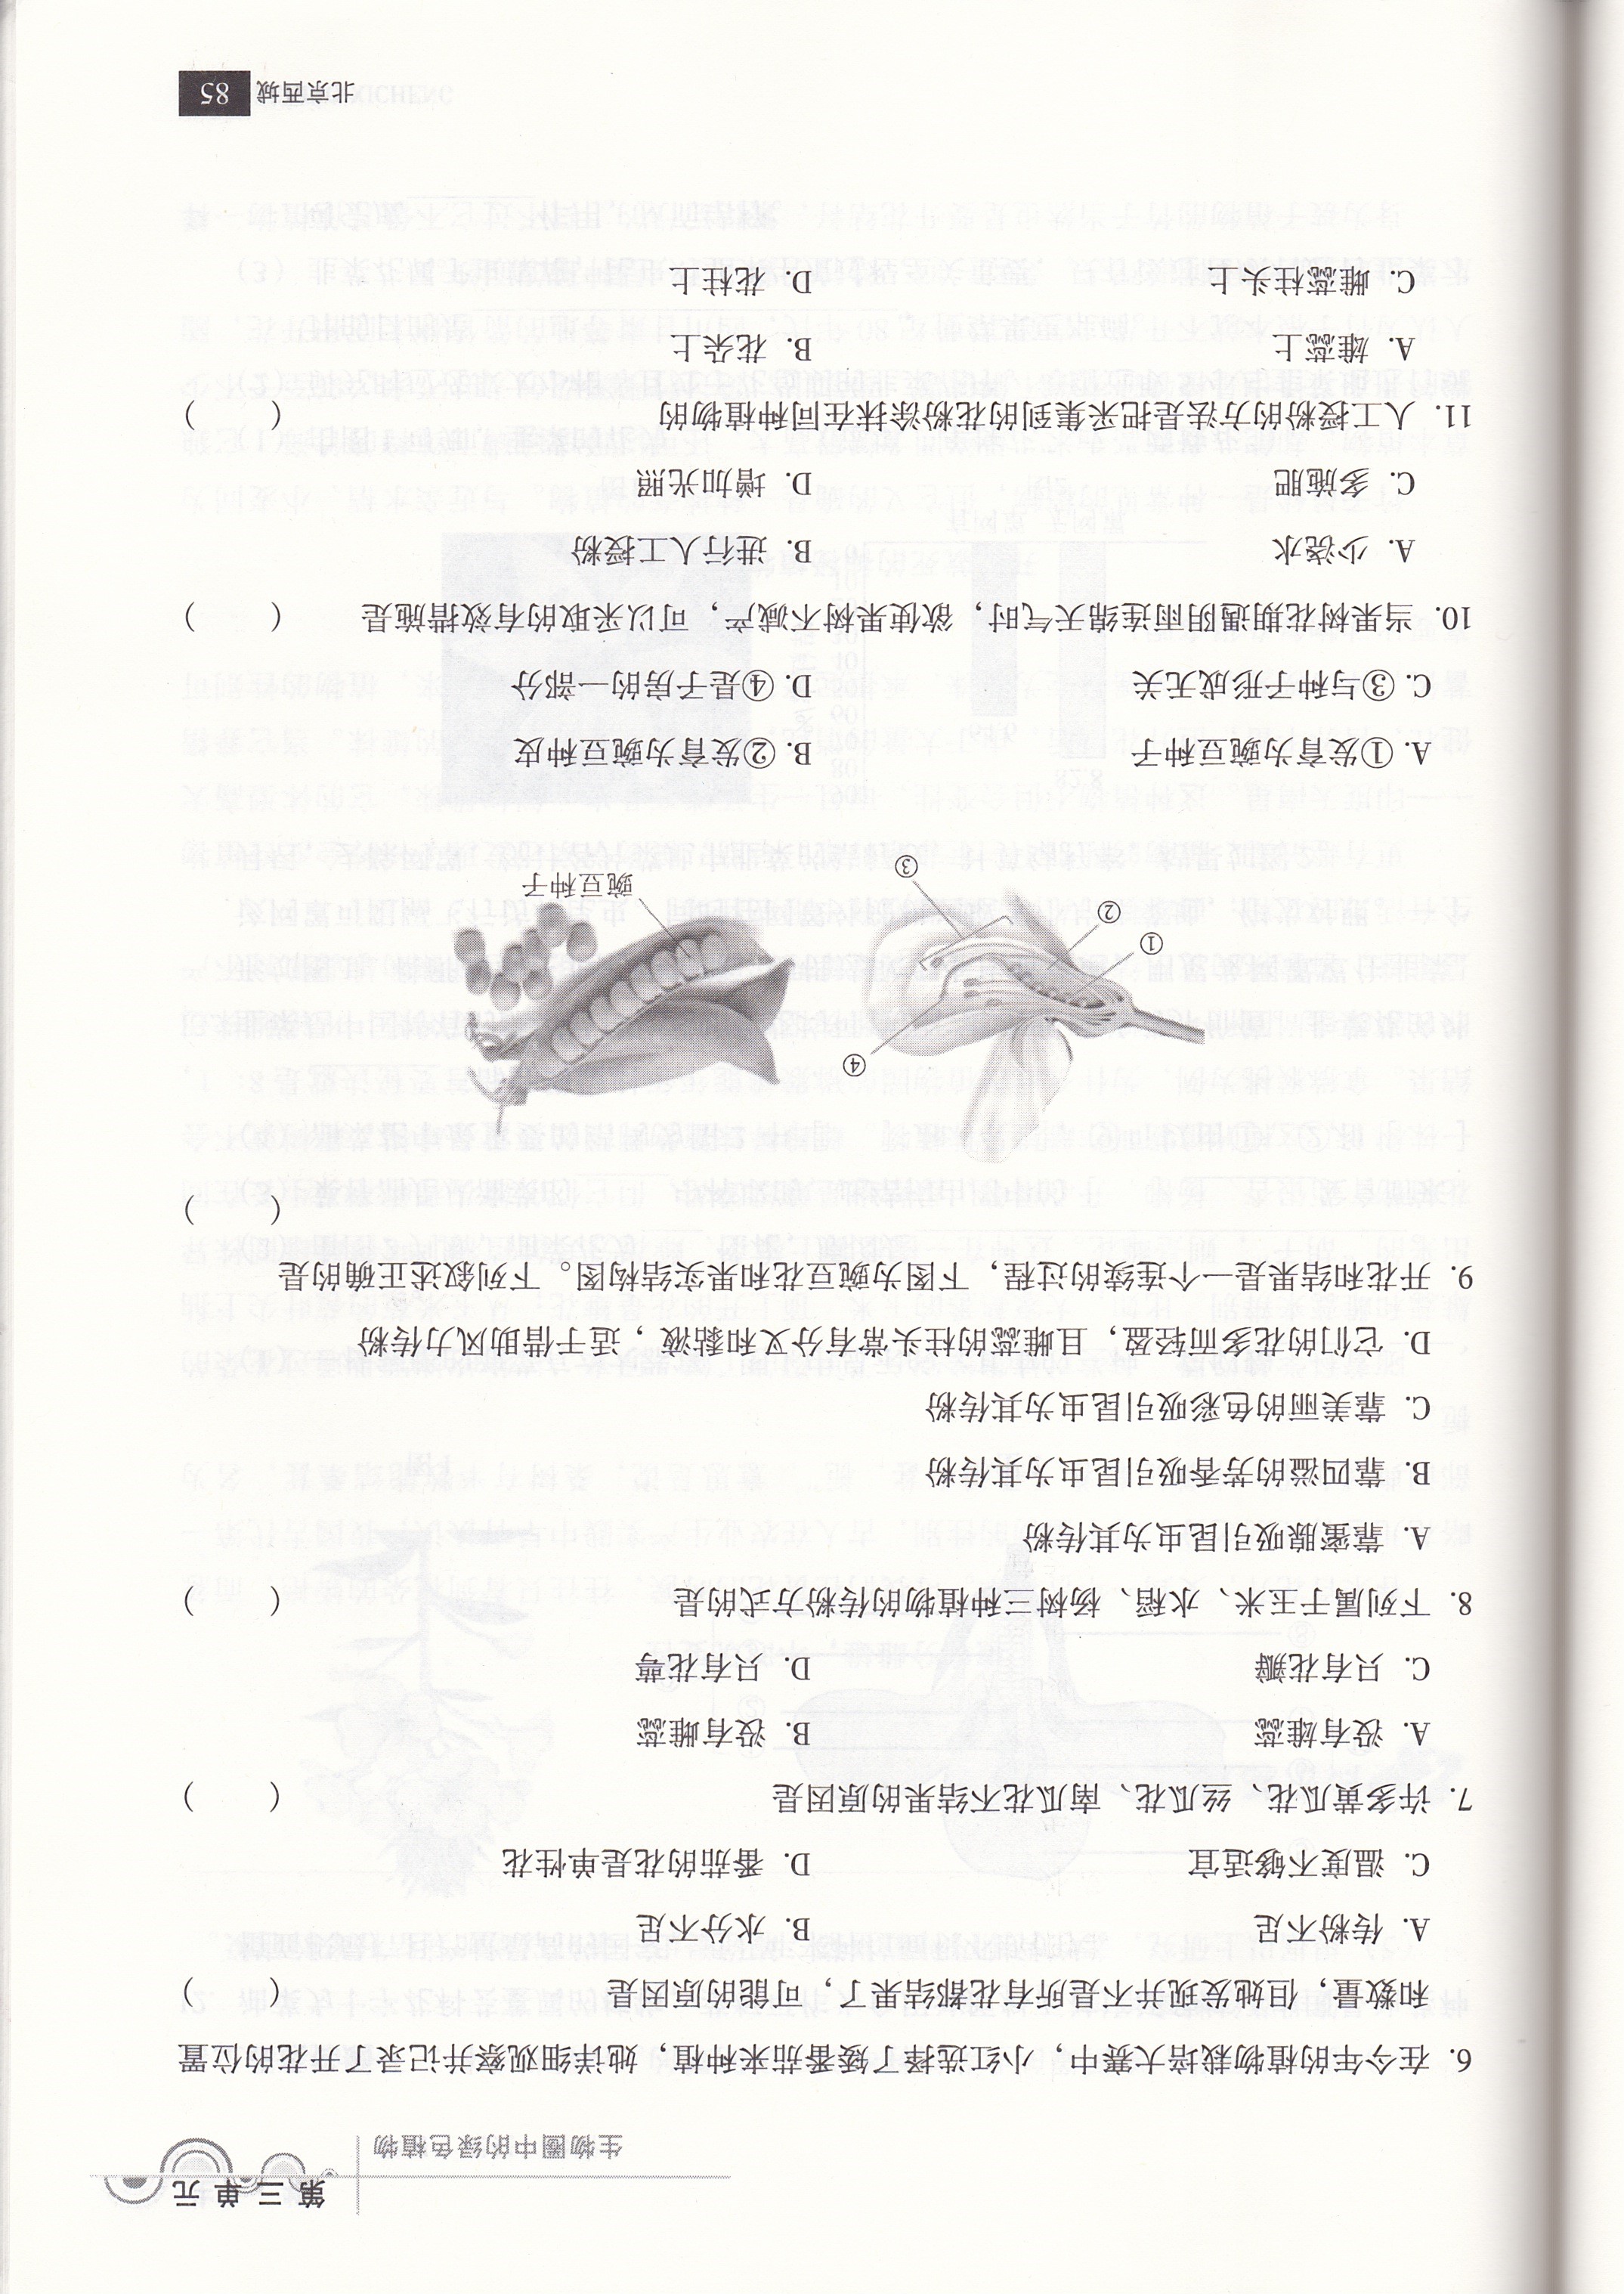 第三单元
生物圈中的绿色植物
6. 在今年的植物栽培大赛中，小红选择了矮番茄来种植，她详细观察并记录了开花的位置
和数量，但她发现并不是所有花都结果了，可能的原因是 （ ）
A. 传粉不足 B. 水分不足
C. 温度不够适宜 D. 番茄的花是单性花
7. 许多黄瓜花、丝瓜花、南瓜花不结果的原因是 （ ）
A. 没有雄蕊 B. 没有雌蕊
C. 只有花瓣 D. 只有花萼
8. 下列属于玉米、水稻、杨树三种植物的传粉方式的是 （ ）
A. 靠蜜腺吸引昆虫为其传粉
B. 靠四溢的芳香吸引昆虫为其传粉
C. 靠美丽的色彩吸引昆虫为其传粉
D. 它们的花多而轻盈，且雌蕊的柱头常有分叉和黏液，适于借助风力传粉
9. 开花和结果是一个连续的过程，下图为豌豆花和果实结构图。下列叙述正确的是
（ ）
④
①
②
③
豌豆种子
A. ①发育为豌豆种子 B. ②发育为豌豆种皮
C. ③与种子形成无关 D. ④是子房的一部分
10. 当果树花期遇阴雨连绵天气时，欲使果树不减产，可以采取的有效措施是 （ ）
A. 少浇水 B. 进行人工授粉
C. 多施肥 D. 增加光照
11. 人工授粉的方法是把采集到的花粉涂抹在同种植物的 （ ）
A. 雄蕊上 B. 花朵上
C. 雌蕊柱头上 D. 花柱上
北京西城 85